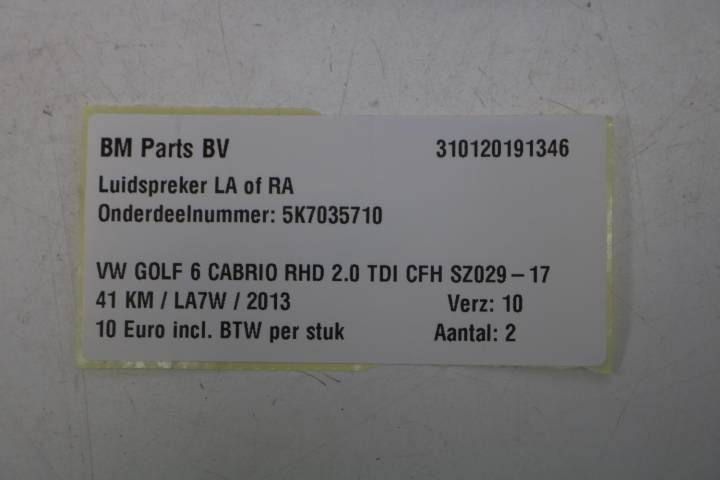 BM Parts BV 310120191346
Luidspreker LA of RA
Onderdeelnummer: 5K7035710
VW GOLF 6 CABRIO RHD 2.0 TDI CFH SZ029 – 17
41 KM / LA7W / 2013 Verz: 10
10 Euro incl. BTW per stuk Aantal: 2